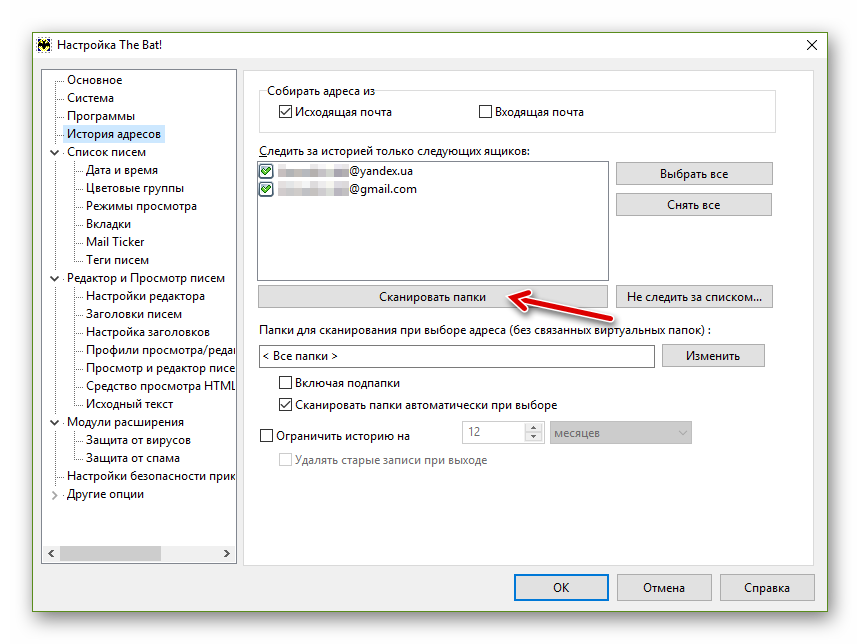 Настройка The Bat!
Основное
Система
Программы
История адресов
Список писем
Дата и время
Цветовые группы
Режимы просмотра
Вкладки
Mail Ticker
Теги писем
Редактор и Просмотр писем
Настройки редактора
Заголовки писем
Настройка заголовков
Профили просмотра/реда
Просмотр и редактор писе
Средство просмотра HTML
Исходный текст
Модули расширения
Защита от вирусов
Защита от спама
Настройки безопасности прик
Другие опции
Собирать адреса из
Исходящая почта Входящая почта
Следить за историей только следующих ящиков:
@yandex.ua
@gmail.com
Выбрать все
Снять все
Сканировать папки
Не следить за списком...
Папки для сканирования при выборе адреса (без связанных виртуальных папок) :
< Все папки >
Изменить
Включая подпапки
Сканировать папки автоматически при выборе
Ограничить историю на 12 месяцев
Удалять старые записи при выходе
OK Отмена Справка